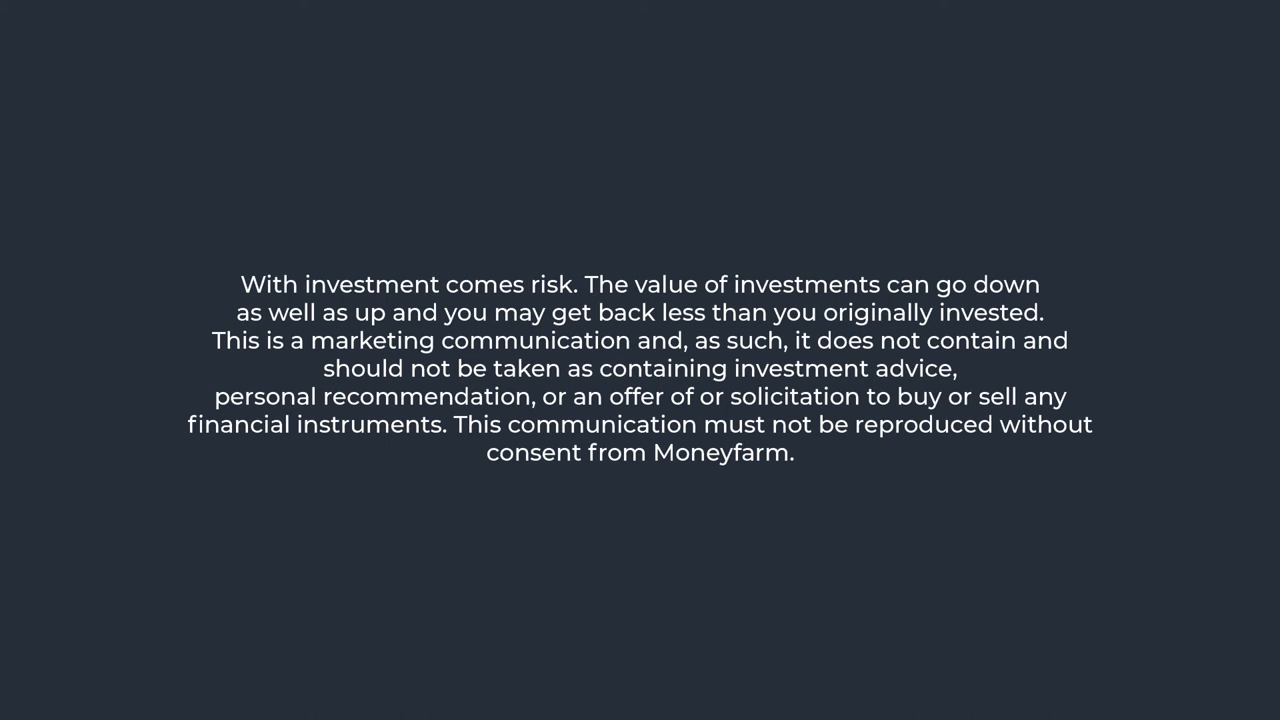 With investment comes risk. The value of investments can go down
as well as up and you may get back less than you originally invested.
This is a marketing communication and, as such, it does not contain and
should not be taken as containing investment advice,
personal recommendation, or an offer of or solicitation to buy or sell any
financial instruments. This communication must not be reproduced without
consent from Moneyfarm.